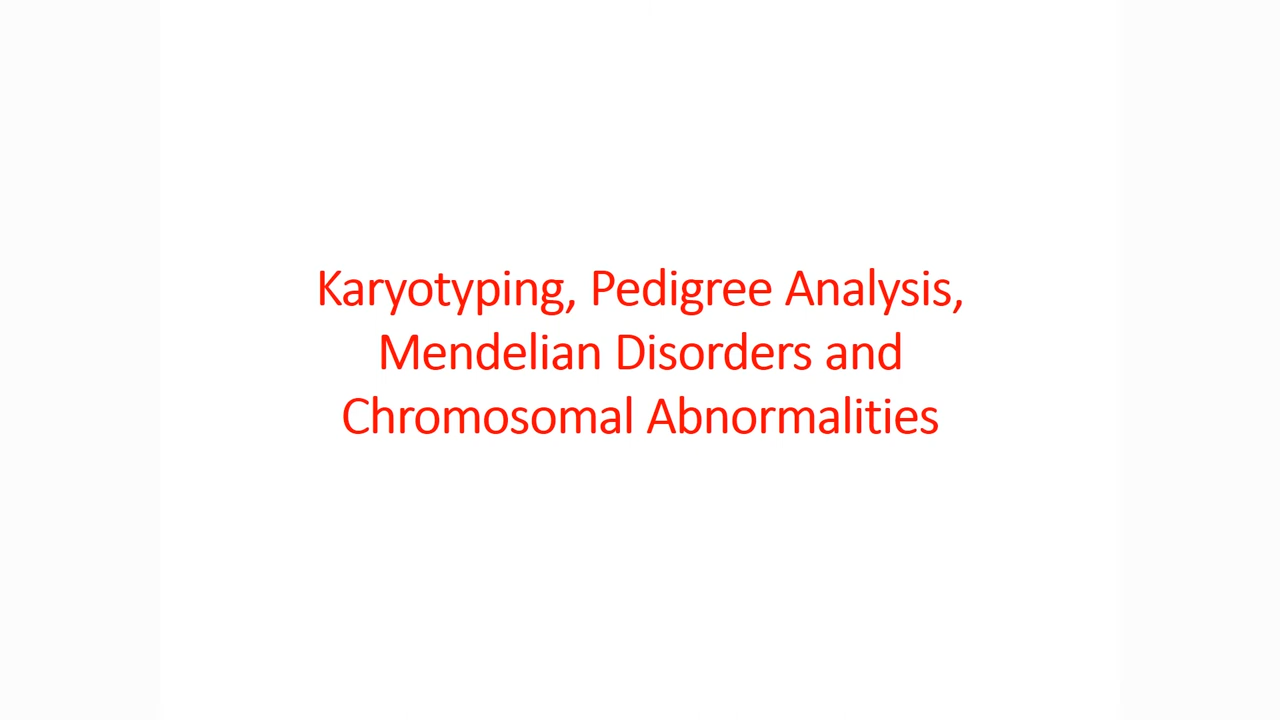 Karyotyping, Pedigree Analysis,
Mendelian Disorders and
Chromosomal Abnormalities